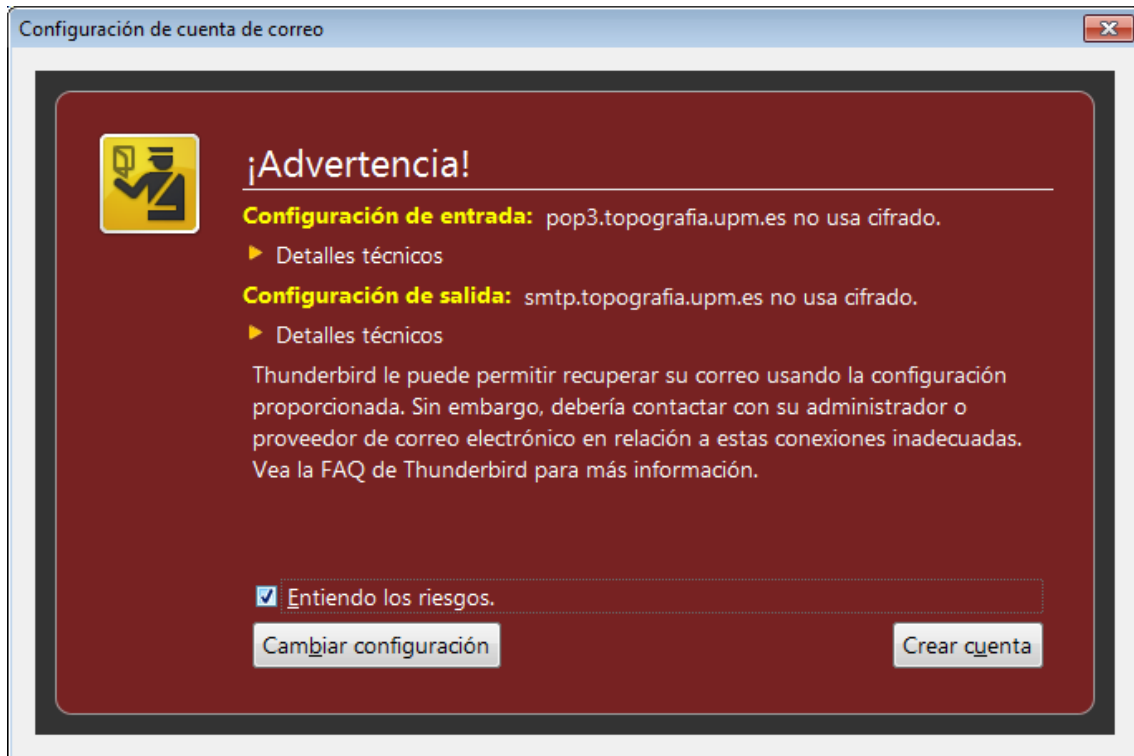 Configuración de cuenta de correo
¡Advertencia!
Configuración de entrada: pop3.topografia.upm.es no usa cifrado.
Detalles técnicos
Configuración de salida: smtp.topografia.upm.es no usa cifrado.
Detalles técnicos
Thunderbird le puede permitir recuperar su correo usando la configuración
proporcionada. Sin embargo, debería contactar con su administrador o
proveedor de correo electrónico en relación a estas conexiones inadecuadas.
Vea la FAQ de Thunderbird para más información.
Entiendo los riesgos.
Cambiar configuración
Crear cuenta